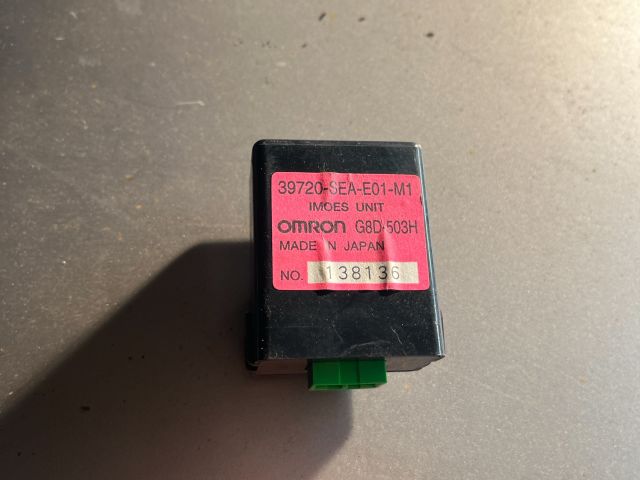 39720-SEA-E01-M1
IMOES UNIT
OMRON G8D-503H
MADE IN JAPAN
NO. 138136